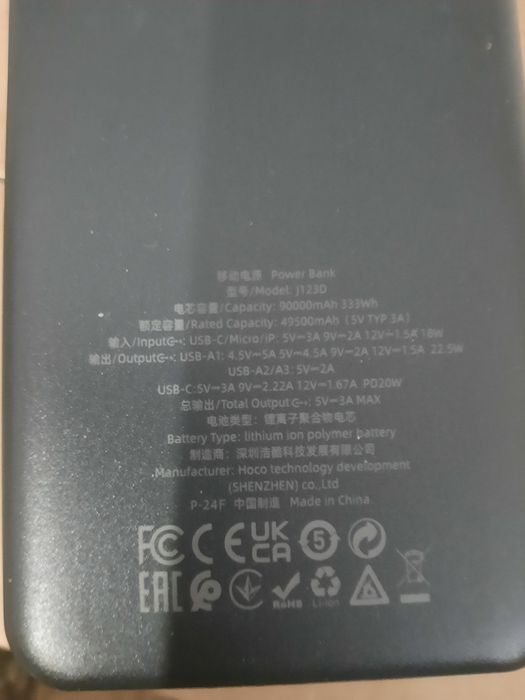 移动电源 Power Bank
型号/Model: J123D
电芯容量/Capacity: 90000mAh 333Wh
额定容量/Rated Capacity: 49500mAh (5V TYP.3A)
输入/Input⎓: USB-C/Micro/iP: 5V⎓3A 9V⎓2A 12V⎓1.5A 18W
输出/Output⎓: USB-A1: 4.5V⎓5A 5V⎓4.5A 9V⎓2A 12V⎓1.5A 22.5W
USB-A2/A3: 5V⎓2A
USB-C:5V⎓3A 9V⎓2.22A 12V⎓1.67A PD20W
总输出/Total Output⎓: 5V⎓3A MAX
电池类型: 锂离子聚合物电芯
Battery Type: lithium ion polymer battery
制造商: 深圳浩酷科技发展有限公司
Manufacturer: Hoco technology development
(SHENZHEN) co.,Ltd
P-24F 中国制造 Made in China
FC CE UK CA 5
EAC RoHS Li-ion